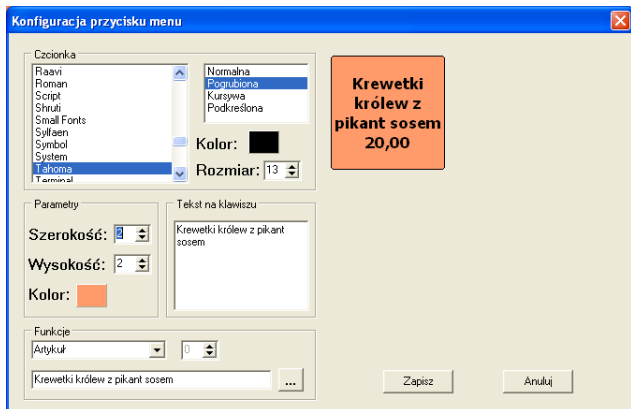 Konfiguracja przycisku menu
Czcionka
Raavi
Roman
Script
Shruti
Small Fonts
Sylfaen
Symbol
System
Tahoma
Terminal
Normalna
Pogrubiona
Kursywa
Podkreślona
Kolor:
Rozmiar: 13
Krewetki
królew z
pikant sosem
20,00
Parametry
Szerokość: 2
Wysokość: 2
Kolor:
Tekst na klawiszu
Krewetki królew z pikant
sosem
Funkcje
Artykuł
0
Krewetki królew z pikant sosem
...
Zapisz
Anuluj